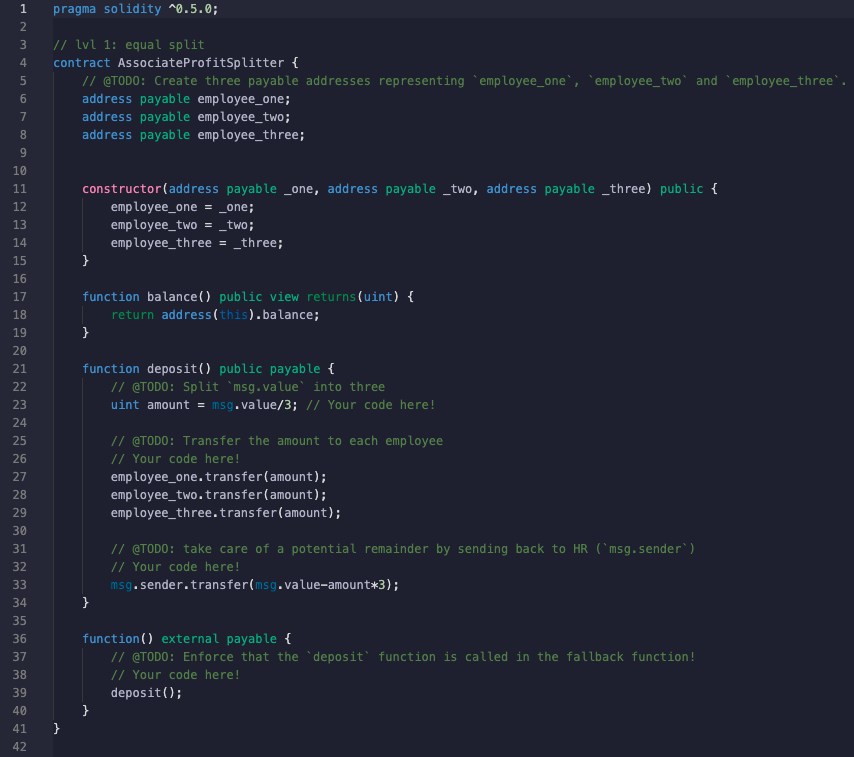 1 pragma solidity ^0.5.0;
2
3 // lvl 1: equal split
4 contract AssociateProfitSplitter {
5 // @TODO: Create three payable addresses representing `employee_one`, `employee_two` and `employee_three`.
6 address payable employee_one;
7 address payable employee_two;
8 address payable employee_three;
9
10
11 constructor(address payable _one, address payable _two, address payable _three) public {
12 employee_one = _one;
13 employee_two = _two;
14 employee_three = _three;
15 }
16
17 function balance() public view returns(uint) {
18 return address(this).balance;
19 }
20
21 function deposit() public payable {
22 // @TODO: Split `msg.value` into three
23 uint amount = msg.value/3; // Your code here!
24
25 // @TODO: Transfer the amount to each employee
26 // Your code here!
27 employee_one.transfer(amount);
28 employee_two.transfer(amount);
29 employee_three.transfer(amount);
30
31 // @TODO: take care of a potential remainder by sending back to HR (`msg.sender`)
32 // Your code here!
33 msg.sender.transfer(msg.value-amount*3);
34 }
35
36 function() external payable {
37 // @TODO: Enforce that the `deposit` function is called in the fallback function!
38 // Your code here!
39 deposit();
40 }
41 }
42